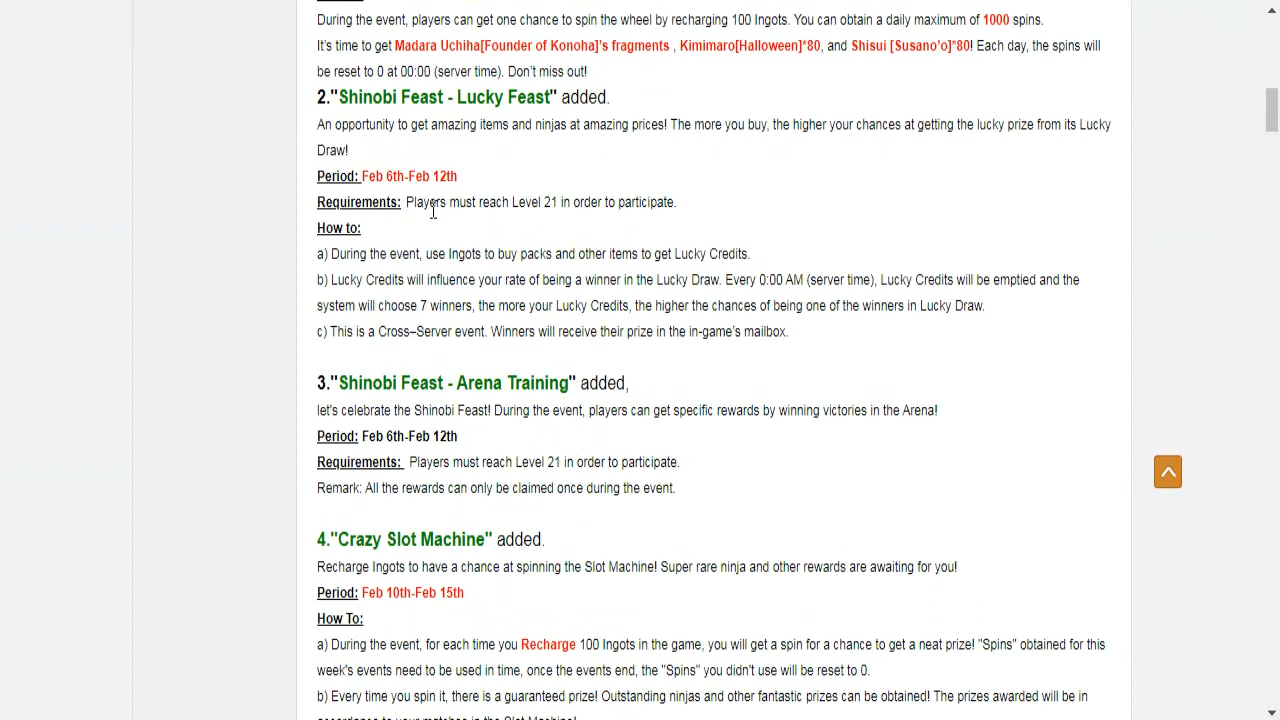 During the event, players can get one chance to spin the wheel by recharging 100 Ingots. You can obtain a daily maximum of 1000 spins.
It's time to get Madara Uchiha[Founder of Konoha]'s fragments , Kimimaro[Halloween]*80, and Shisui [Susano'o]*80! Each day, the spins will
be reset to 0 at 00:00 (server time). Don't miss out!
2."Shinobi Feast - Lucky Feast" added.
An opportunity to get amazing items and ninjas at amazing prices! The more you buy, the higher your chances at getting the lucky prize from its Lucky
Draw!
Period: Feb 6th-Feb 12th
Requirements: Players must reach Level 21 in order to participate.
How to:
a) During the event, use Ingots to buy packs and other items to get Lucky Credits.
b) Lucky Credits will influence your rate of being a winner in the Lucky Draw. Every 0:00 AM (server time), Lucky Credits will be emptied and the
system will choose 7 winners, the more your Lucky Credits, the higher the chances of being one of the winners in Lucky Draw.
c) This is a Cross–Server event. Winners will receive their prize in the in-game's mailbox.
3."Shinobi Feast - Arena Training" added,
let's celebrate the Shinobi Feast! During the event, players can get specific rewards by winning victories in the Arena!
Period: Feb 6th-Feb 12th
Requirements: Players must reach Level 21 in order to participate.
Remark: All the rewards can only be claimed once during the event.
4."Crazy Slot Machine" added.
Recharge Ingots to have a chance at spinning the Slot Machine! Super rare ninja and other rewards are awaiting for you!
Period: Feb 10th-Feb 15th
How To:
a) During the event, for each time you Recharge 100 Ingots in the game, you will get a spin for a chance to get a neat prize! "Spins" obtained for this
week's events need to be used in time, once the events end, the "Spins" you didn't use will be reset to 0.
b) Every time you spin it, there is a guaranteed prize! Outstanding ninjas and other fantastic prizes can be obtained! The prizes awarded will be in
accordance to your matches in the Slot Machine!